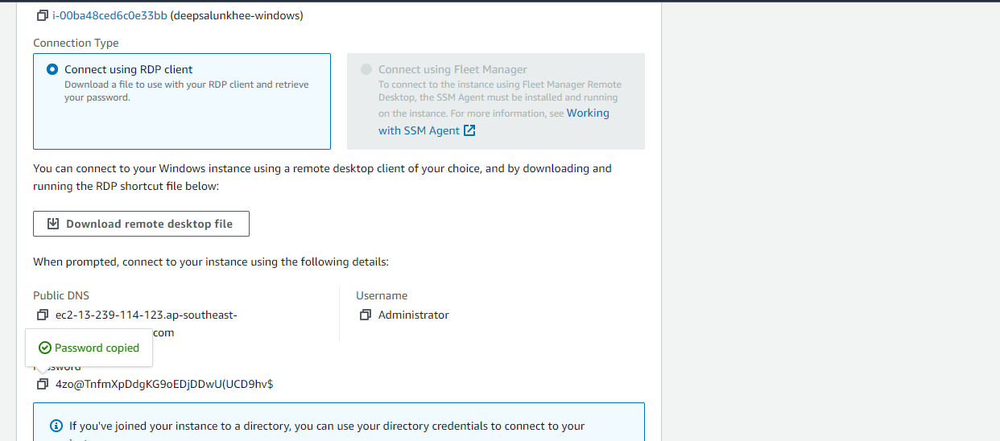 i-00ba48ced6c0e33bb (deepsalunkhee-windows)
Connection Type
Connect using RDP client
Download a file to use with your RDP client and retrieve
your password.
Connect using Fleet Manager
To connect to the instance using Fleet Manager Remote
Desktop, the SSM Agent must be installed and running
on the instance. For more information, see Working
with SSM Agent
You can connect to your Windows instance using a remote desktop client of your choice, and by downloading and
running the RDP shortcut file below:
Download remote desktop file
When prompted, connect to your instance using the following details:
Public DNS
ec2-13-239-114-123.ap-southeast-
com
Username
Administrator
Password copied
Password
4zo@TnfmXpDdgKG9oEDjDDwU(UCD9hv$
If you've joined your instance to a directory, you can use your directory credentials to connect to your